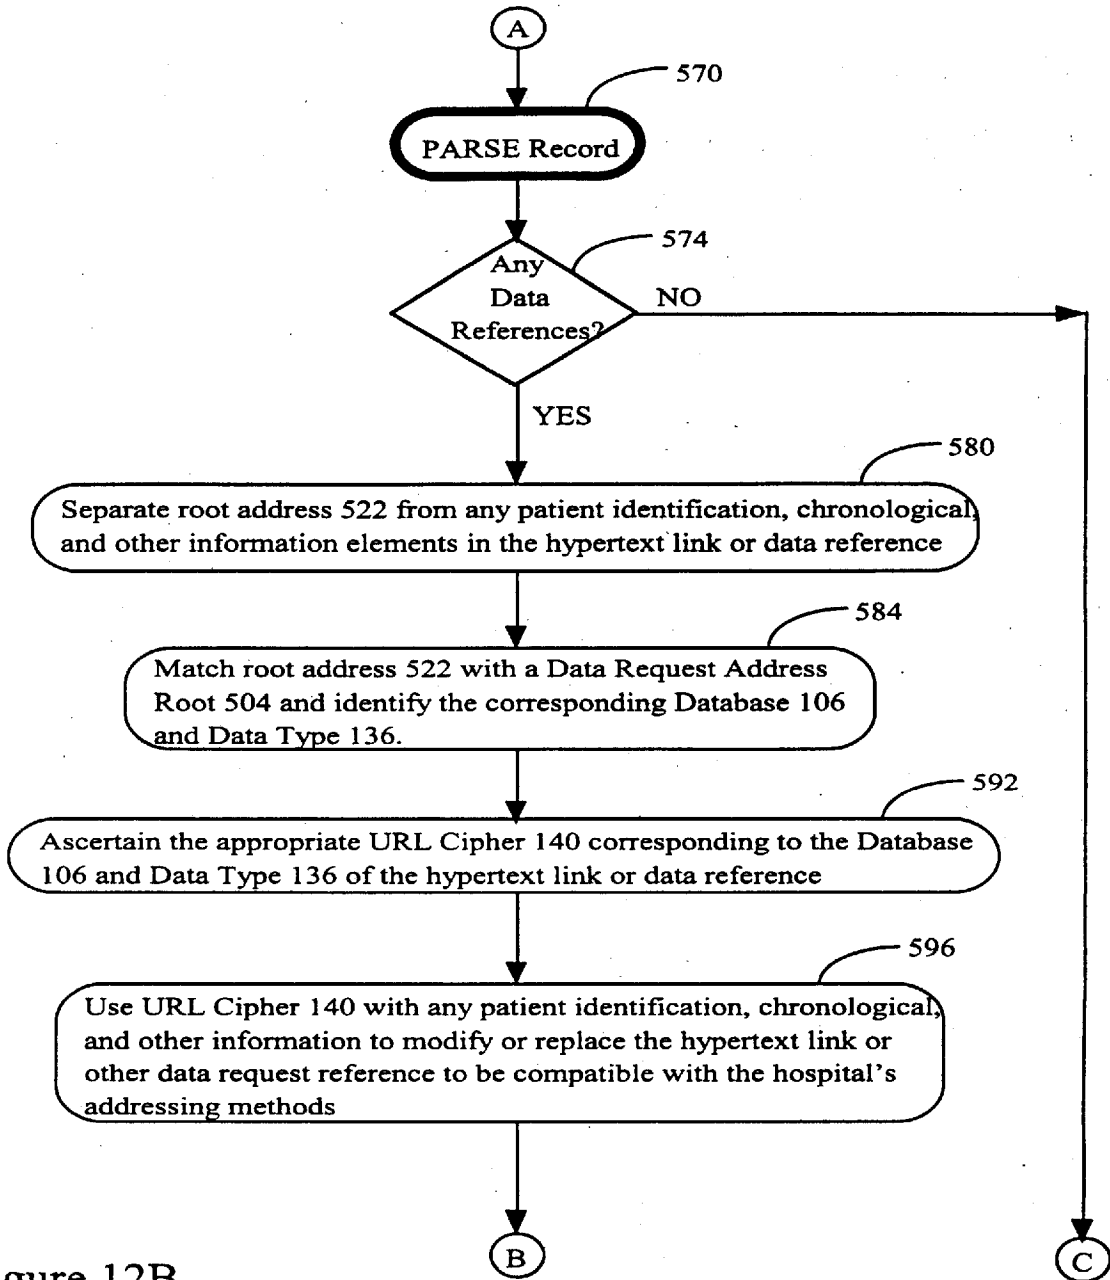 A
570
PARSE Record
574
Any
Data
References?
NO
YES
580
Separate root address 522 from any patient identification, chronological,
and other information elements in the hypertext link or data reference
584
Match root address 522 with a Data Request Address
Root 504 and identify the corresponding Database 106
and Data Type 136.
592
Ascertain the appropriate URL Cipher 140 corresponding to the Database
106 and Data Type 136 of the hypertext link or data reference
596
Use URL Cipher 140 with any patient identification, chronological,
and other information to modify or replace the hypertext link or
other data request reference to be compatible with the hospital's
addressing methods
B
C
gure 12B